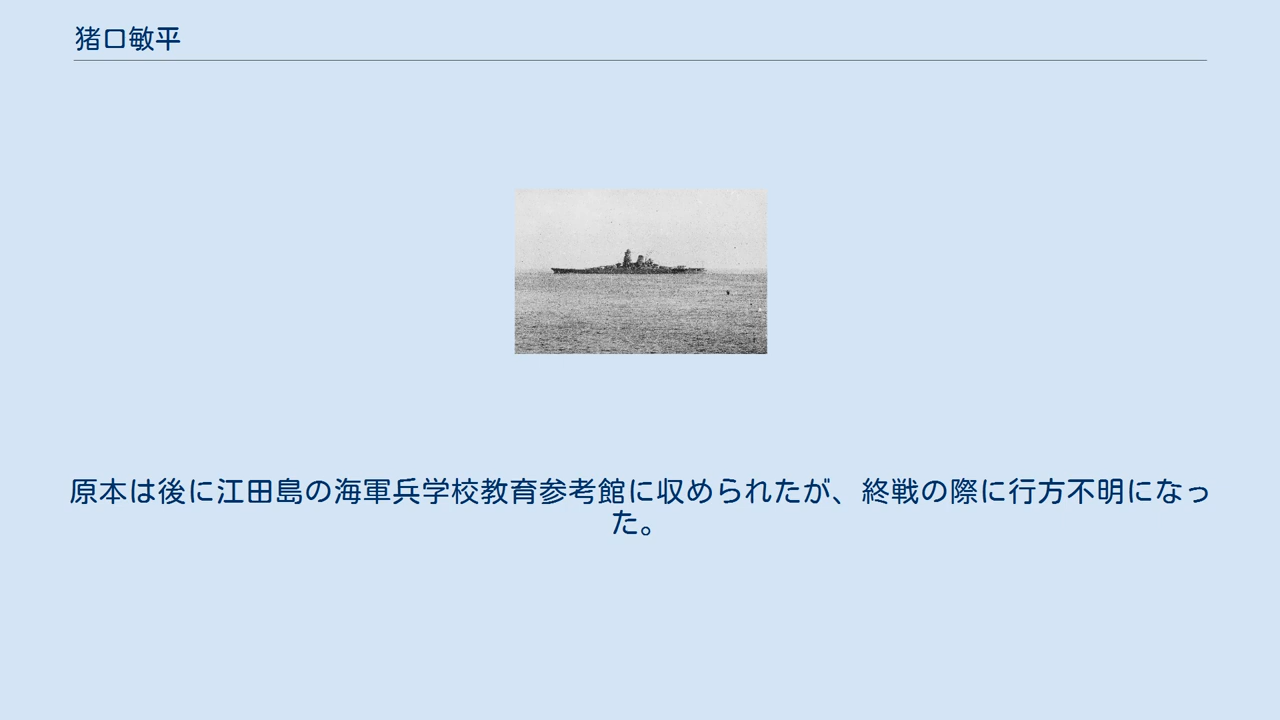 猪口敏平
原本は後に江田島の海軍兵学校教育参考館に収められたが、終戦の際に行方不明になっ
た。